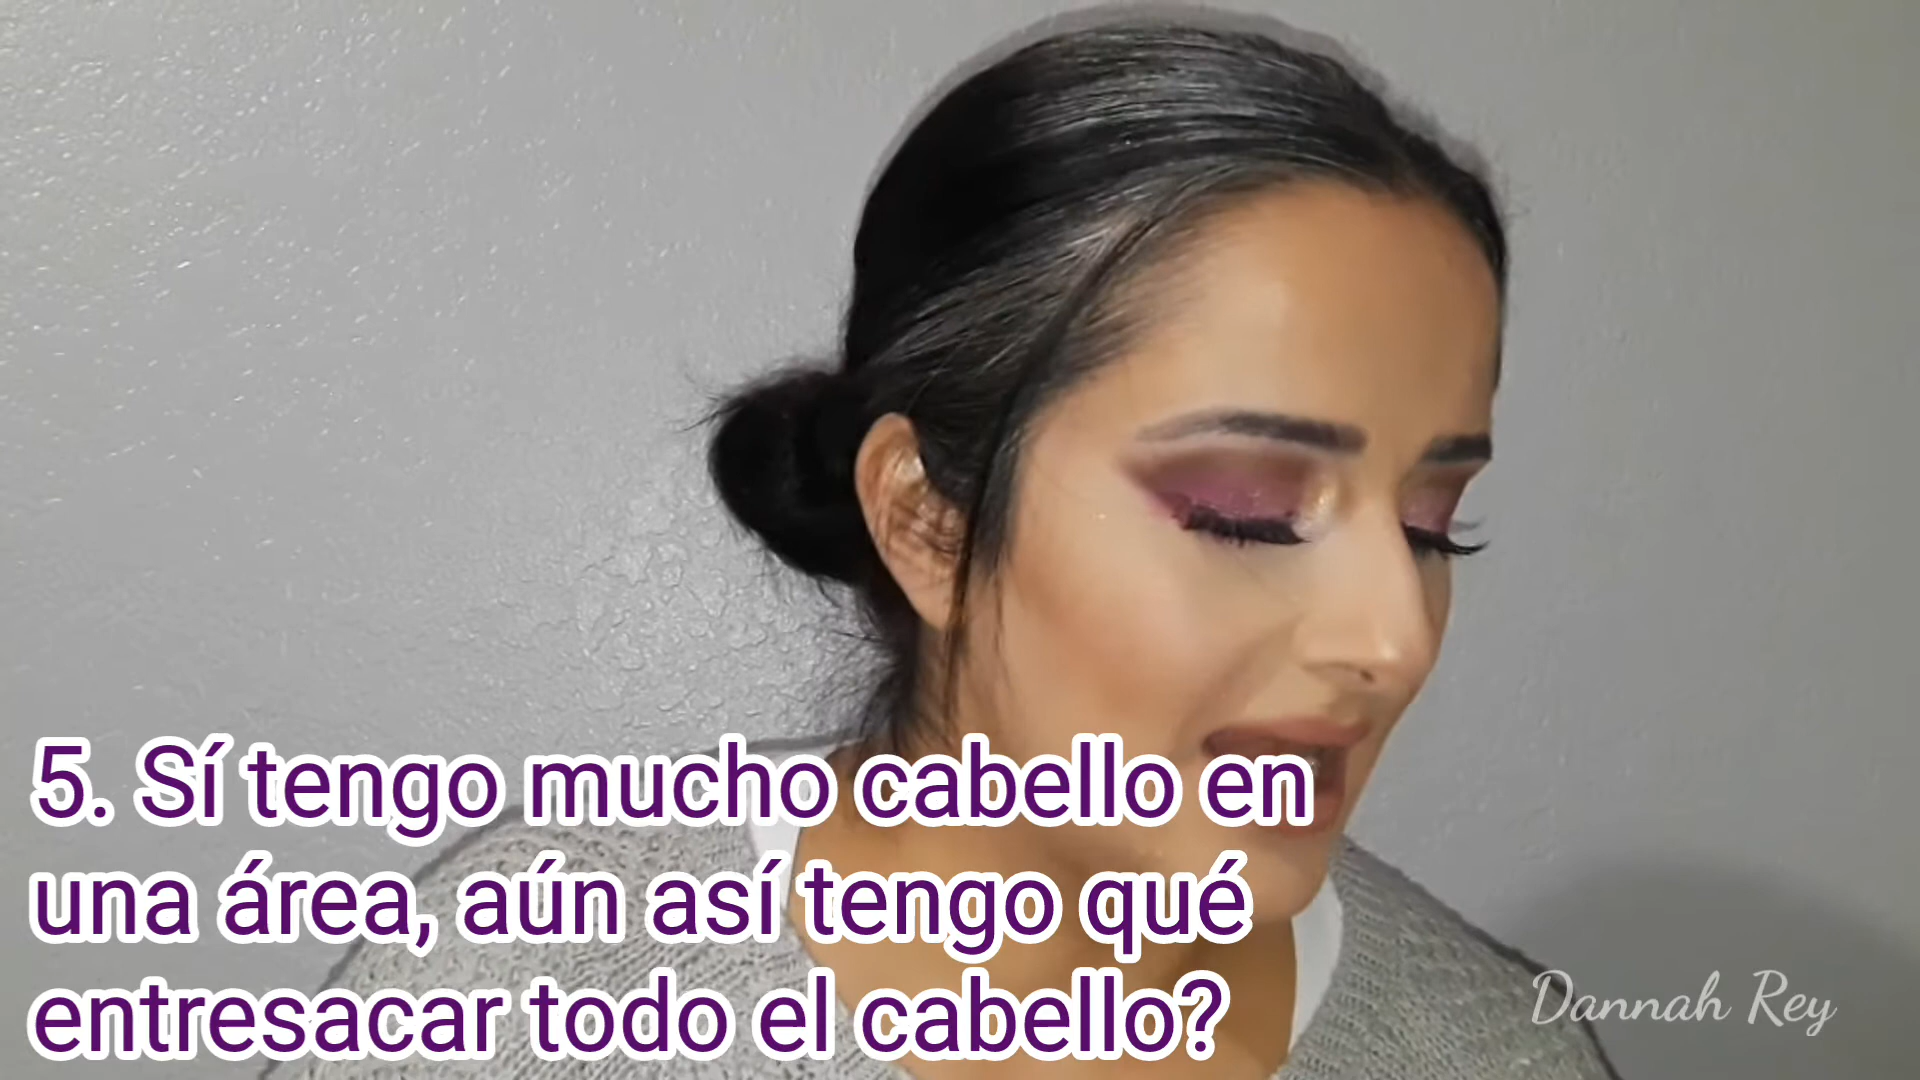 5. Sí tengo mucho cabello en
una área, aún así tengo qué
entresacar todo el cabello?
Dannah Rey